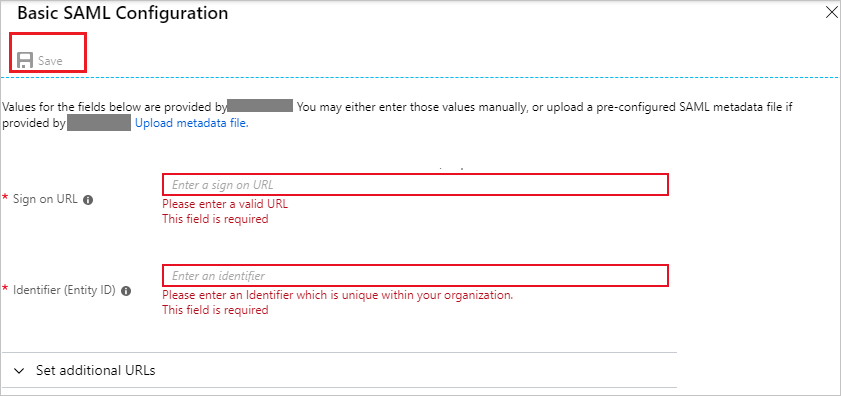 Basic SAML Configuration
Save
Values for the fields below are provided by You may either enter those values manually, or upload a pre-configured SAML metadata file if
provided by Upload metadata file.
Enter a sign on URL
* Sign on URL
Please enter a valid URL
This field is required
Enter an identifier
* Identifier (Entity ID)
Please enter an Identifier which is unique within your organization.
This field is required
Set additional URLs